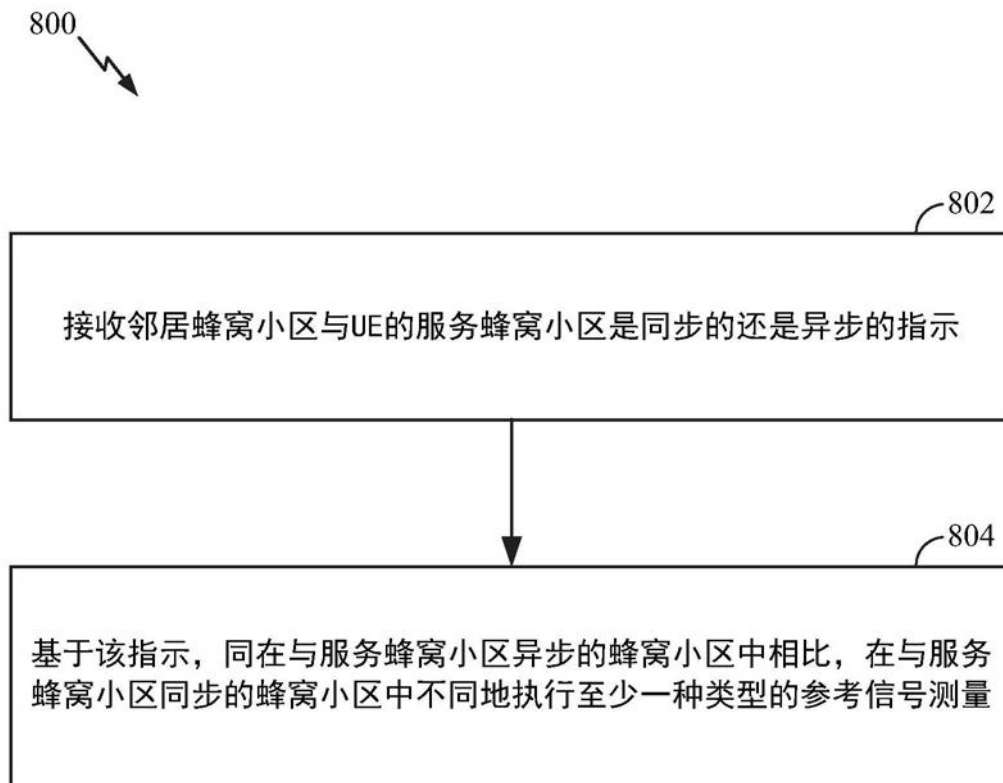 800
802
接收邻居蜂窝小区与UE的服务蜂窝小区是同步的还是异步的指示
804
基于该指示，同在与服务蜂窝小区异步的蜂窝小区中相比，在与服务
蜂窝小区同步的蜂窝小区中不同地执行至少一种类型的参考信号测量